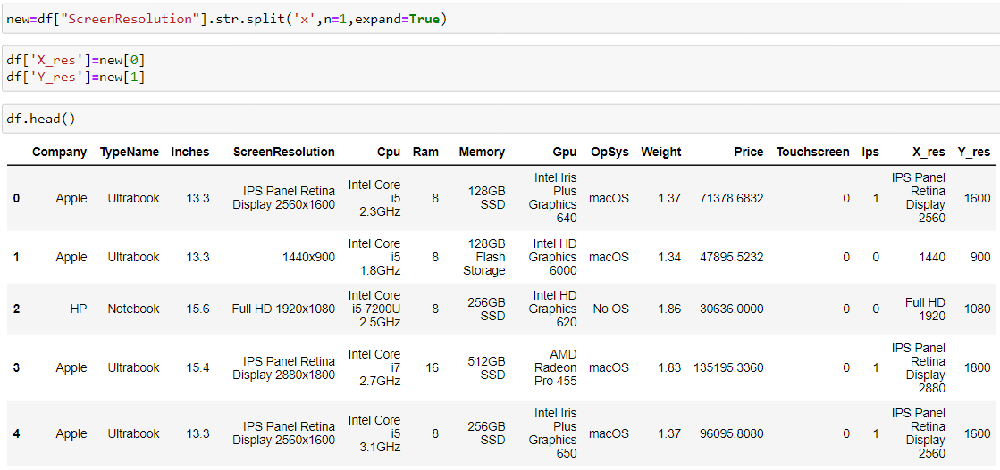 new=df["ScreenResolution"].str.split('x',n=1,expand=True)
df['X_res']=new[0]
df['Y_res']=new[1]
df.head()
Company TypeName Inches ScreenResolution Cpu Ram Memory Gpu OpSys Weight Price Touchscreen Ips X_res Y_res
0 Apple Ultrabook 13.3 IPS Panel Retina Display 2560x1600 Intel Core i5 2.3GHz 8 128GB SSD Intel Iris Plus Graphics 640 macOS 1.37 71378.6832 0 1 IPS Panel Retina Display 2560 1600
1 Apple Ultrabook 13.3 1440x900 Intel Core i5 1.8GHz 8 128GB Flash Storage Intel HD Graphics 6000 macOS 1.34 47895.5232 0 0 1440 900
2 HP Notebook 15.6 Full HD 1920x1080 Intel Core i5 7200U 2.5GHz 8 256GB SSD Intel HD Graphics 620 No OS 1.86 30636.0000 0 0 Full HD 1920 1080
3 Apple Ultrabook 15.4 IPS Panel Retina Display 2880x1800 Intel Core i7 2.7GHz 16 512GB SSD AMD Radeon Pro 455 macOS 1.83 135195.3360 0 1 IPS Panel Retina Display 2880 1800
4 Apple Ultrabook 13.3 IPS Panel Retina Display 2560x1600 Intel Core i5 3.1GHz 8 256GB SSD Intel Iris Plus Graphics 650 macOS 1.37 96095.8080 0 1 IPS Panel Retina Display 2560 1600